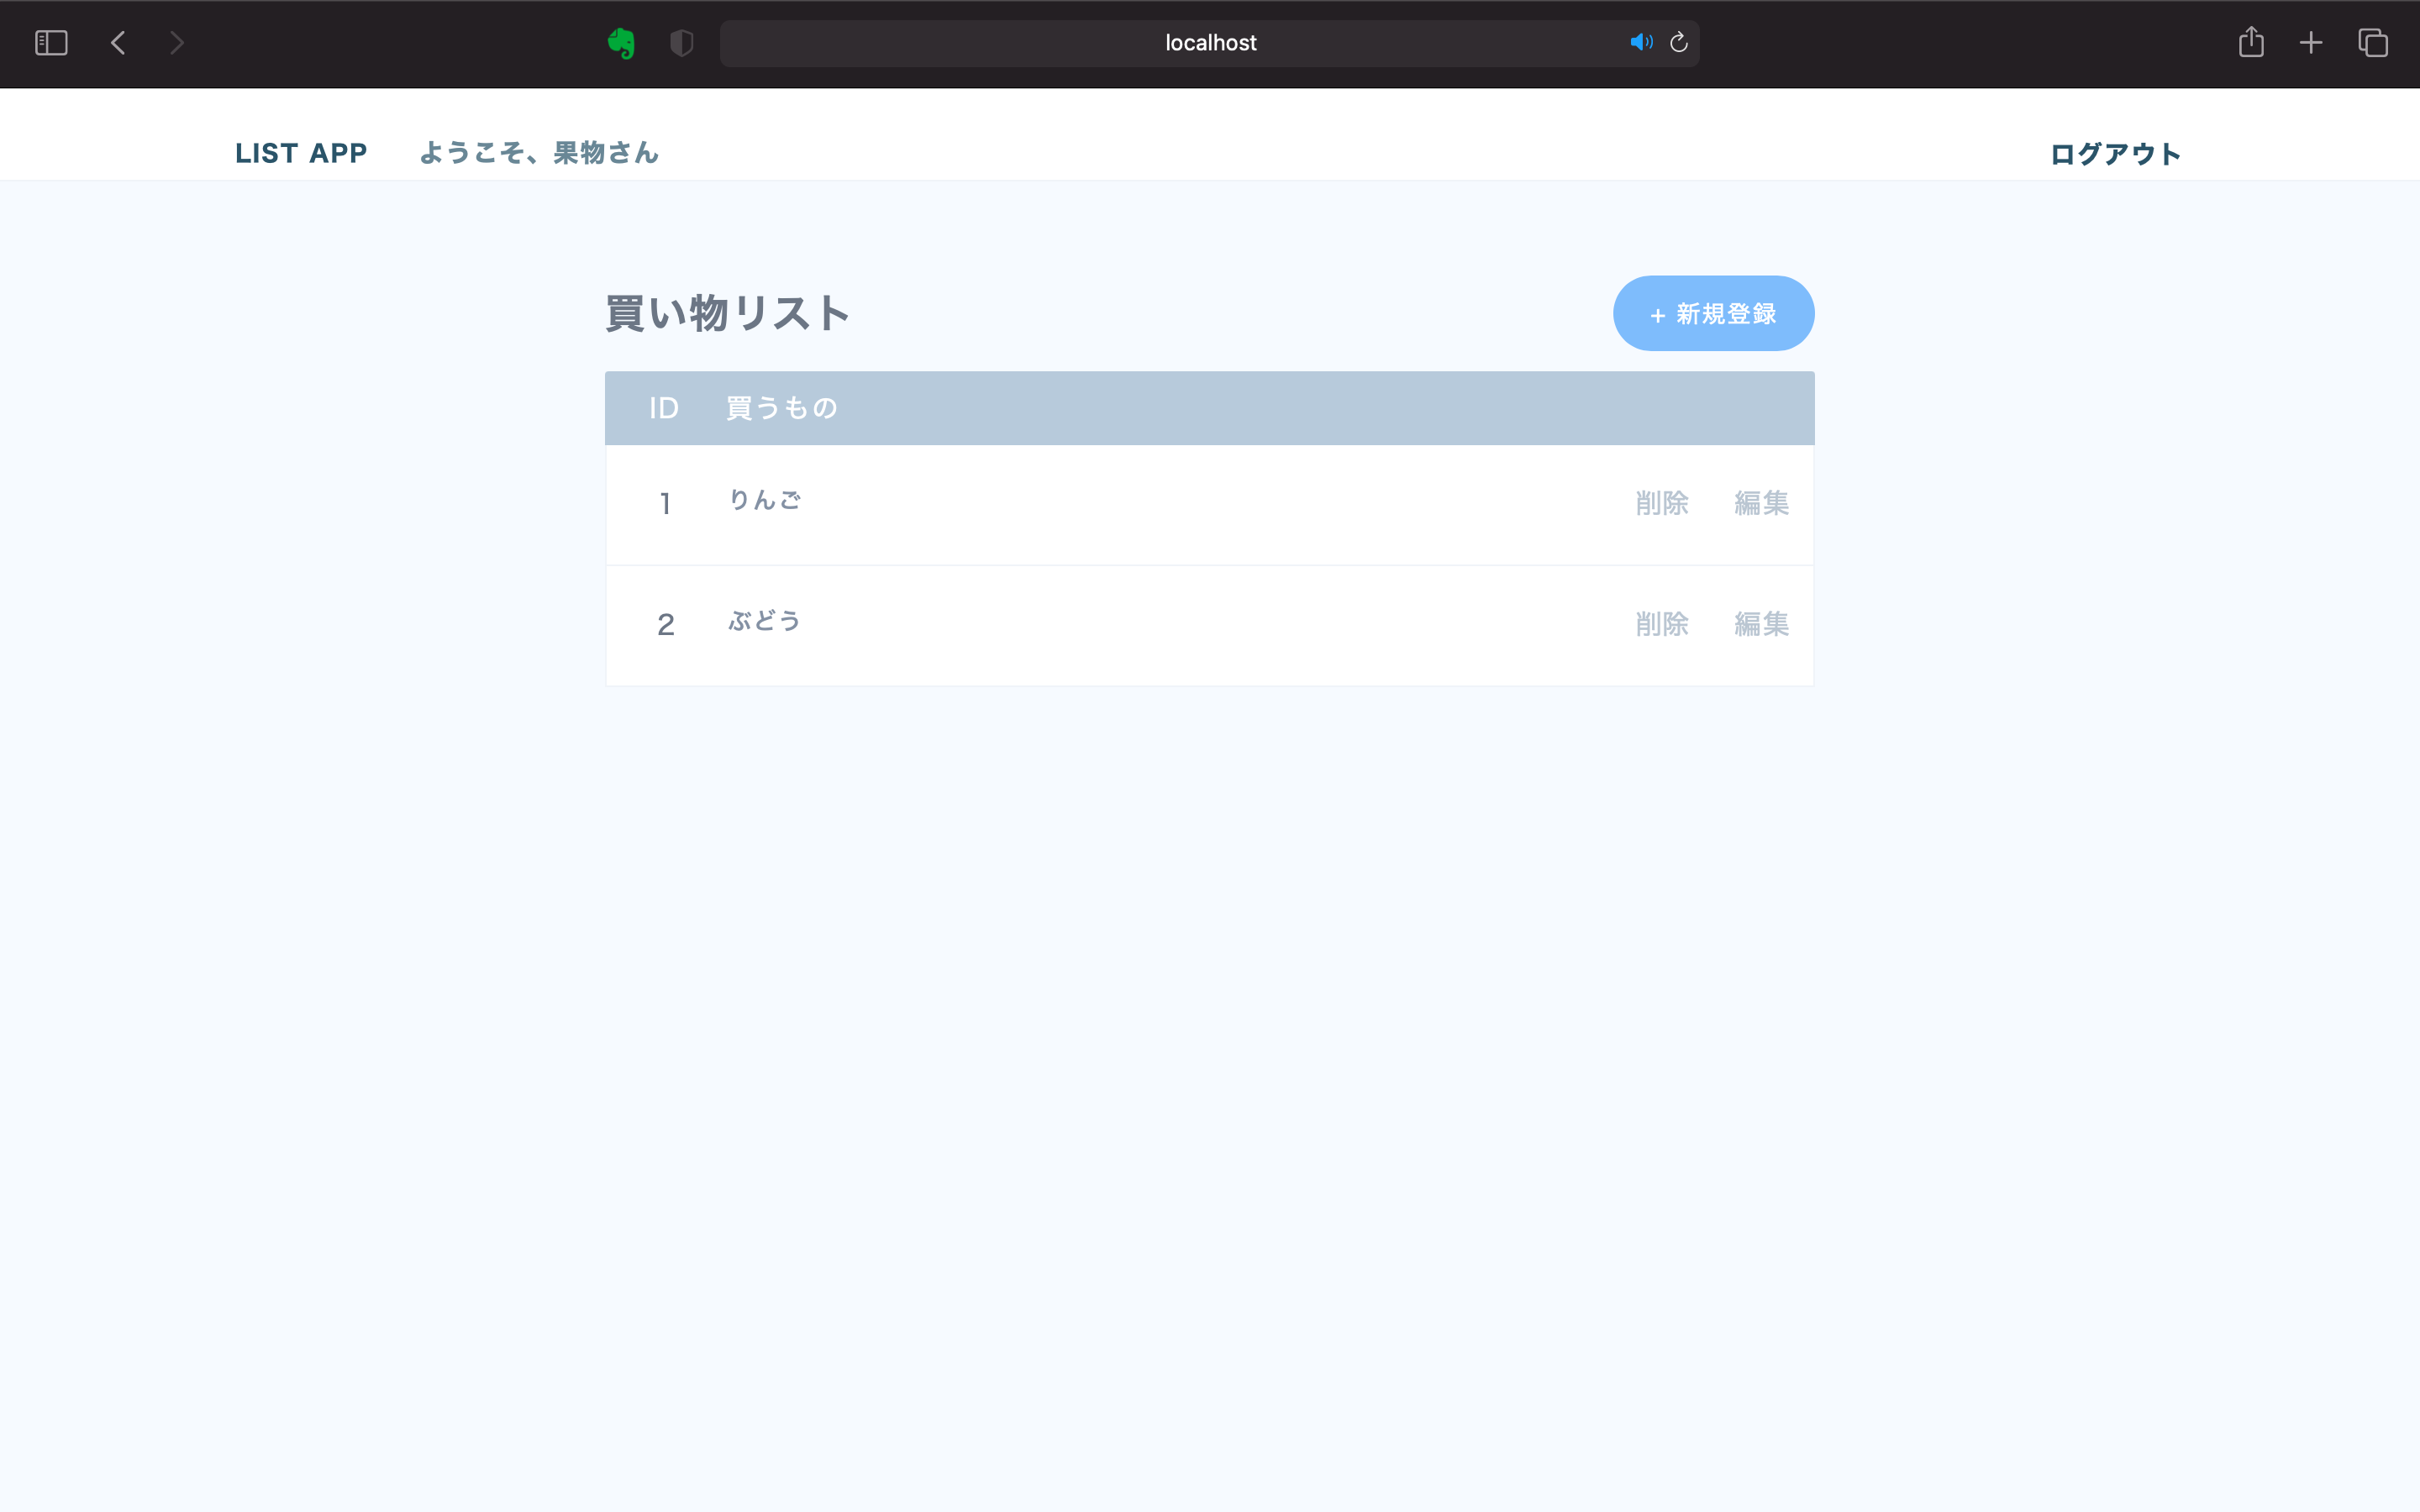 localhost
LIST APP ようこそ、果物さん ログアウト
買い物リスト + 新規登録
ID 買うもの
1 りんご 削除 編集
2 ぶどう 削除 編集